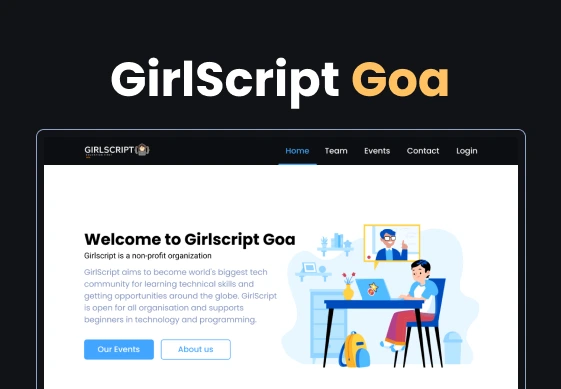 GirlScript Goa
GIRLSCRIPT
Home Team Events Contact Login
Welcome to Girlscript Goa
Girlscript is a non-profit organization
GirlScript aims to become world's biggest tech
community for learning technical skills and
getting opportunities around the globe. GirlScript
is open for all organisation and supports
beginners in technology and programming.
Our Events About us